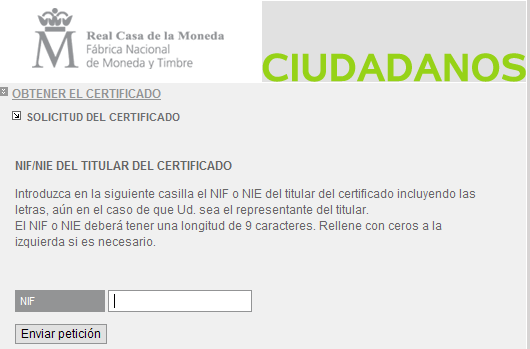 Real Casa de la Moneda
Fábrica Nacional
de Moneda y Timbre
CIUDADANOS
OBTENER EL CERTIFICADO
SOLICITUD DEL CERTIFICADO
NIF/NIE DEL TITULAR DEL CERTIFICADO
Introduzca en la siguiente casilla el NIF o NIE del titular del certificado incluyendo las
letras, aún en el caso de que Ud. sea el representante del titular.
El NIF o NIE deberá tener una longitud de 9 caracteres. Rellene con ceros a la
izquierda si es necesario.
NIF
Enviar petición